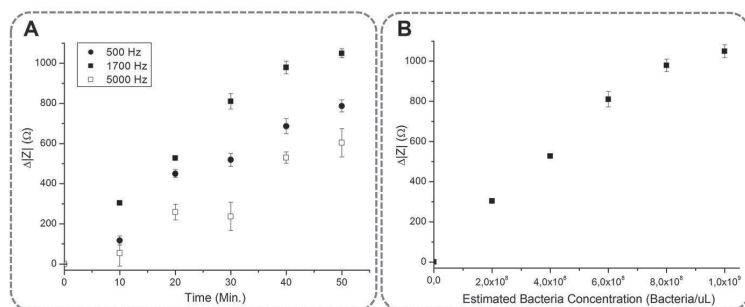 A
500 Hz
1700 Hz
5000 Hz
1000
800
600
400
200
0
Δ|Z| (Ω)
0 10 20 30 40 50
Time (Min.)
B
1000
800
600
400
200
0
Δ|Z| (Ω)
0,0 2,0x10⁸ 4,0x10⁸ 6,0x10⁸ 8,0x10⁸ 1,0x10⁹
Estimated Bacteria Concentration (Bacteria/uL)